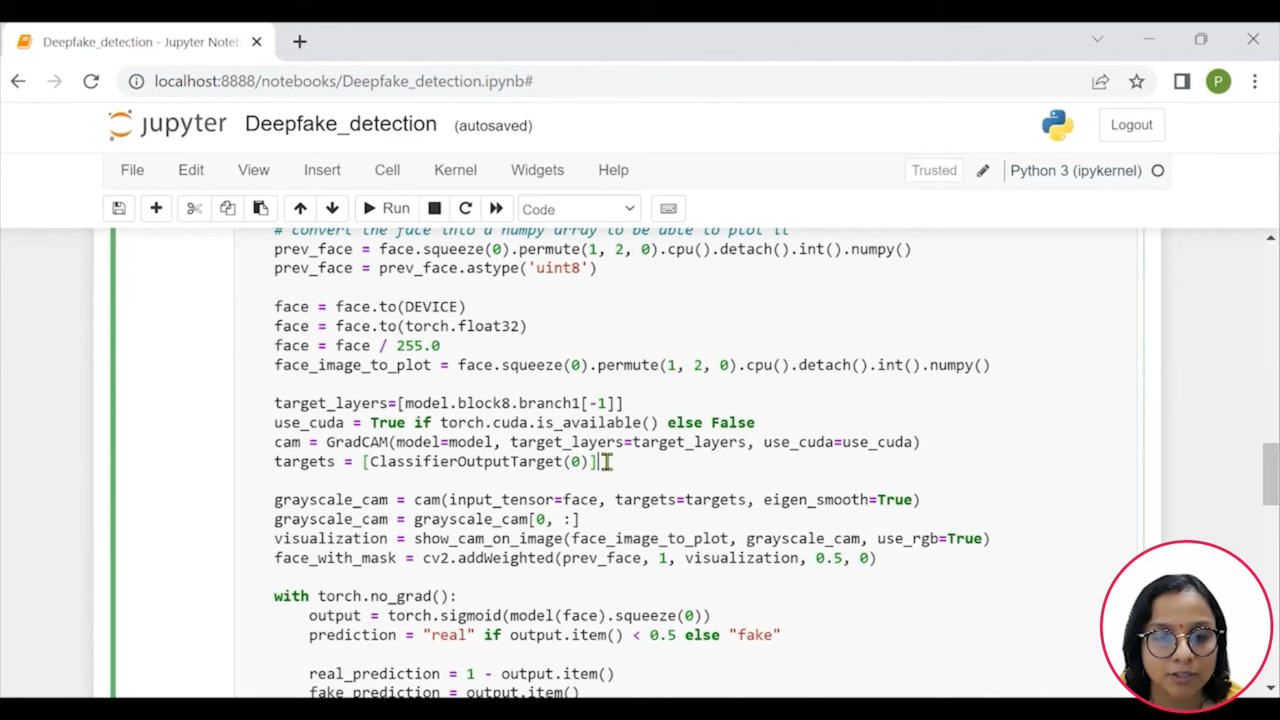 Deepfake_detection - Jupyter Noteb
localhost:8888/notebooks/Deepfake_detection.ipynb#
P
jupyter Deepfake_detection (autosaved)
Logout
File Edit View Insert Cell Kernel Widgets Help
Trusted Python 3 (ipykernel)
Run Code
# convert the face into a numpy array to be able to plot it
prev_face = face.squeeze(0).permute(1, 2, 0).cpu().detach().int().numpy()
prev_face = prev_face.astype('uint8')
face = face.to(DEVICE)
face = face.to(torch.float32)
face = face / 255.0
face_image_to_plot = face.squeeze(0).permute(1, 2, 0).cpu().detach().int().numpy()
target_layers=[model.block8.branch1[-1]]
use_cuda = True if torch.cuda.is_available() else False
cam = GradCAM(model=model, target_layers=target_layers, use_cuda=use_cuda)
targets = [ClassifierOutputTarget(0)]
grayscale_cam = cam(input_tensor=face, targets=targets, eigen_smooth=True)
grayscale_cam = grayscale_cam[0, :]
visualization = show_cam_on_image(face_image_to_plot, grayscale_cam, use_rgb=True)
face_with_mask = cv2.addWeighted(prev_face, 1, visualization, 0.5, 0)
with torch.no_grad():
output = torch.sigmoid(model(face).squeeze(0))
prediction = "real" if output.item() < 0.5 else "fake"
real_prediction = 1 - output.item()
fake_prediction = output.item()